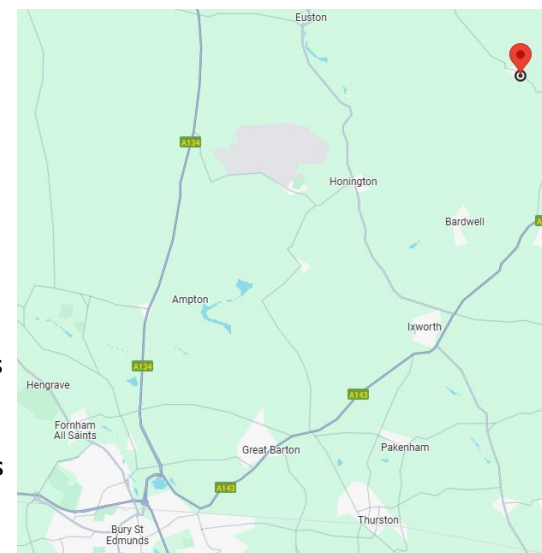 Euston
A134
Honington
Bardwell
A
Ampton
Ixworth
s
A134
Hengrave
A143
Fornham
All Saints
Great Barton
Pakenham
s
A143
Thurston
Bury St
Edmunds